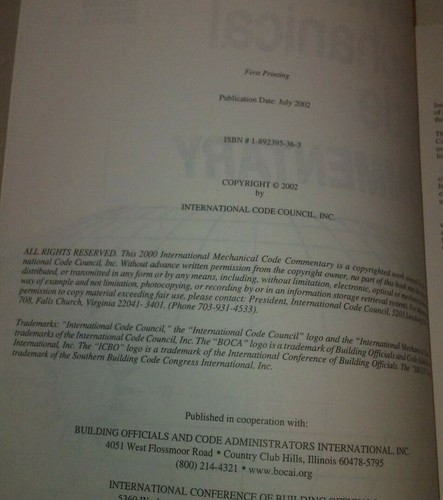 First Printing
Publication Date: July 2002
ISBN # 1-892395-36-3
COPYRIGHT © 2002
by
INTERNATIONAL CODE COUNCIL, INC.
ALL RIGHTS RESERVED. This 2000 International Mechanical Code Commentary is a copyrighted work
national Code Council, Inc. Without advance written permission from the copyright owner, no part of this book may be
distributed, or transmitted in any form or by any means, including, without limitation, electronic, optical or
way of example and not limitation, photocopying, or recording by or in an information storage retrieval system. For
permission to copy material exceeding fair use, please contact: President, International Code Council, 5203
708, Falls Church, Virginia 22041- 3401. (Phone 703-931-4533).
Trademarks: "International Code Council," the "International Code Council" logo and the "International
trademarks of the International Code Council, Inc. The "BOCA" logo is a trademark of Building Officials and Code
International, Inc. The "ICBO" logo is a trademark of the International Conference of Building Officials. The
trademark of the Southern Building Code Congress International, Inc.
Published in cooperation with:
BUILDING OFFICIALS AND CODE ADMINISTRATORS INTERNATIONAL, INC.
4051 West Flossmoor Road • Country Club Hills, Illinois 60478-5795
(800) 214-4321 • www.bocai.org
INTERNATIONAL CONFERENCE OF BUILDING
5360